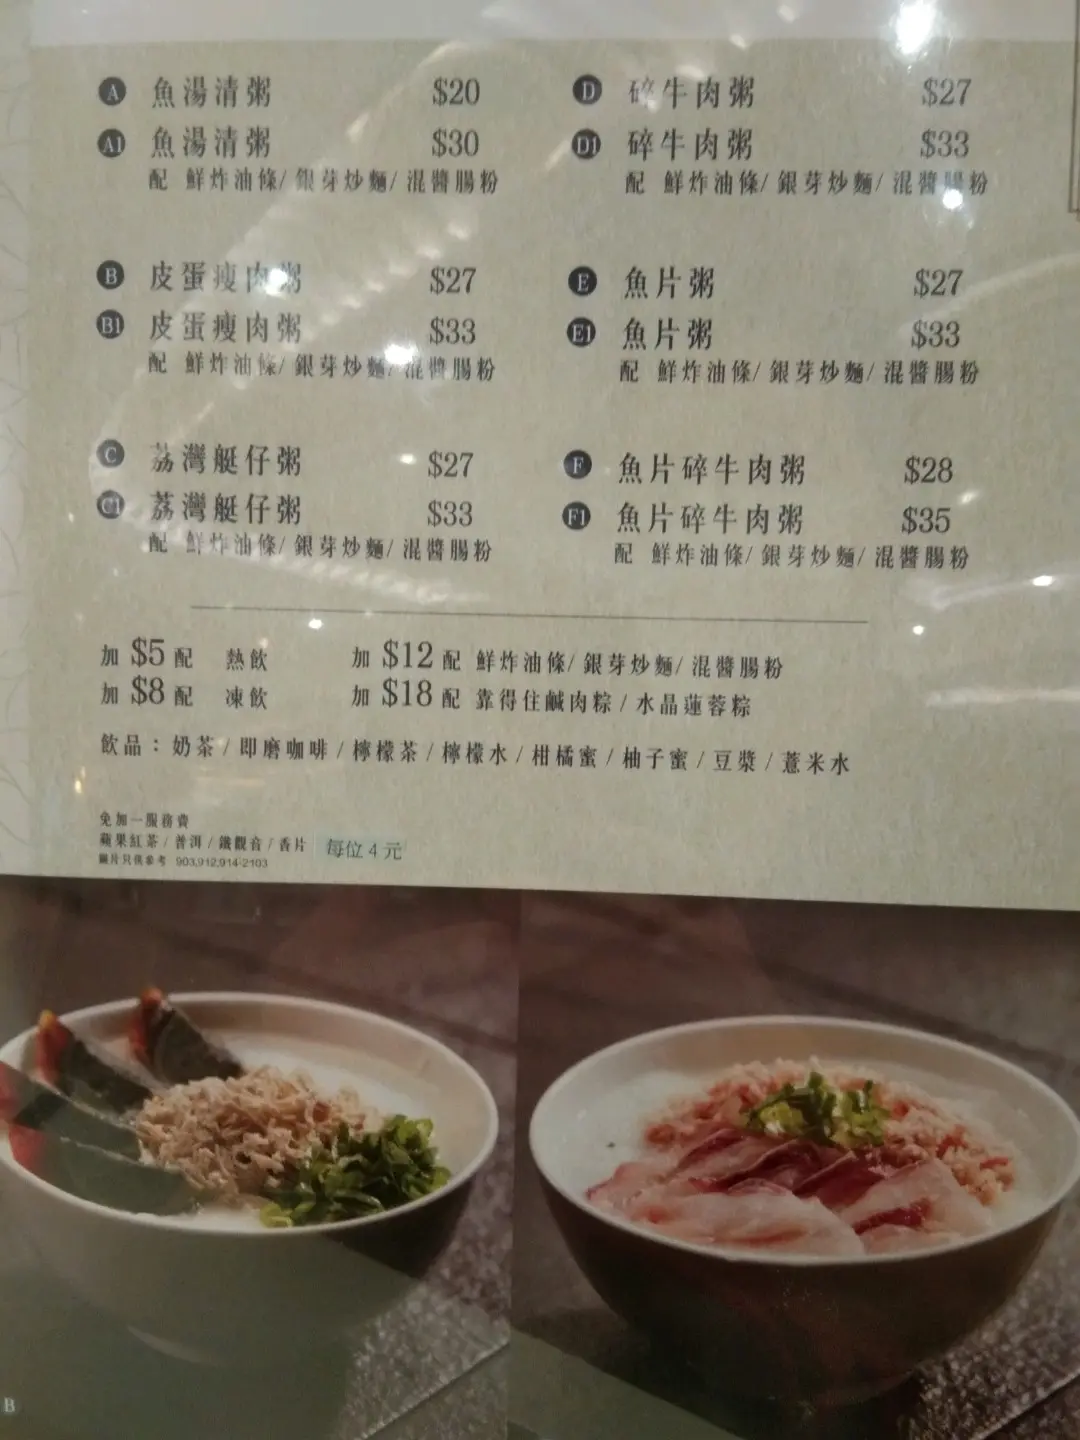 A 魚湯清粥 $20
A1 魚湯清粥 $30
配 鮮炸油條/ 銀芽炒麵/ 混醬腸粉
B 皮蛋瘦肉粥 $27
B1 皮蛋瘦肉粥 $33
配 鮮炸油條/ 銀芽炒麵/ 混醬腸粉
C 荔灣艇仔粥 $27
C1 荔灣艇仔粥 $33
配 鮮炸油條/ 銀芽炒麵/ 混醬腸粉
D 碎牛肉粥 $27
D1 碎牛肉粥 $33
配 鮮炸油條/ 銀芽炒麵/ 混醬腸粉
E 魚片粥 $27
E1 魚片粥 $33
配 鮮炸油條/ 銀芽炒麵/ 混醬腸粉
F 魚片碎牛肉粥 $28
F1 魚片碎牛肉粥 $35
配 鮮炸油條/ 銀芽炒麵/ 混醬腸粉
加 $5 配 熱飲 加 $12 配 鮮炸油條/ 銀芽炒麵/ 混醬腸粉
加 $8 配 凍飲 加 $18 配 靠得住鹹肉粽 / 水晶蓮蓉粽
飲品：奶茶 / 即磨咖啡 / 檸檬茶 / 檸檬水 / 柑橘蜜 / 柚子蜜 / 豆漿 / 薏米水
免加一服務費
蘋果紅茶 / 普洱 / 鐵觀音 / 香片 每位 4 元
圖片只供參考 903,912,914-2103
B